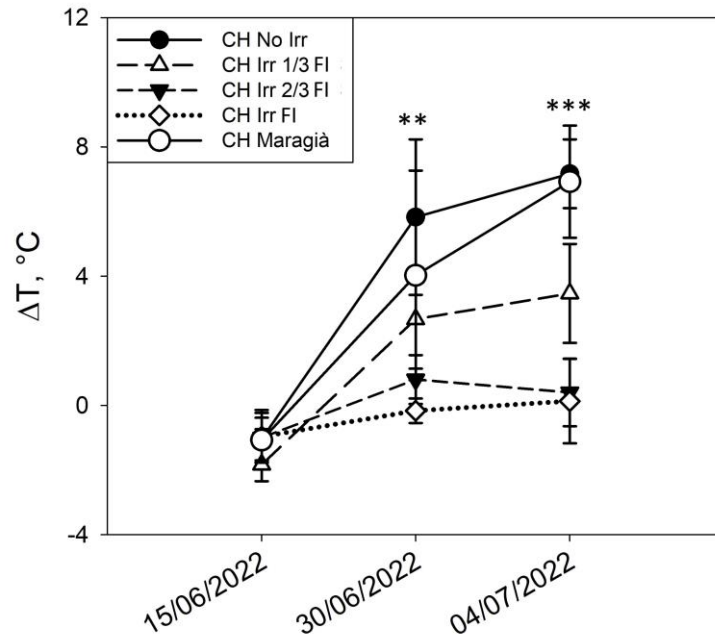 12
8
4
0
-4
ΔT, °C
CH No Irr
CH Irr 1/3 FI
CH Irr 2/3 FI
CH Irr FI
CH Maragià
**
***
15/06/2022
30/06/2022
04/07/2022